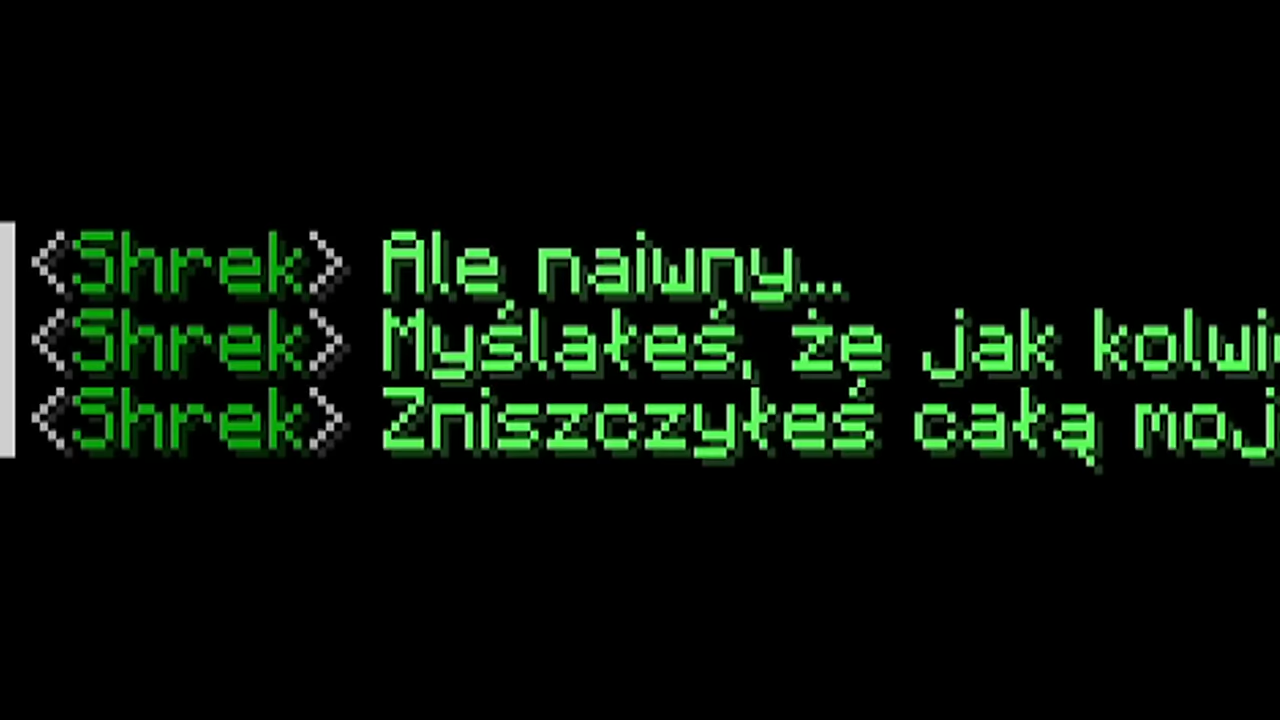 <Shrek> Ale naiwny...
<Shrek> Myślałeś, że jak kolwi
<Shrek> Zniszczyłeś całą moj